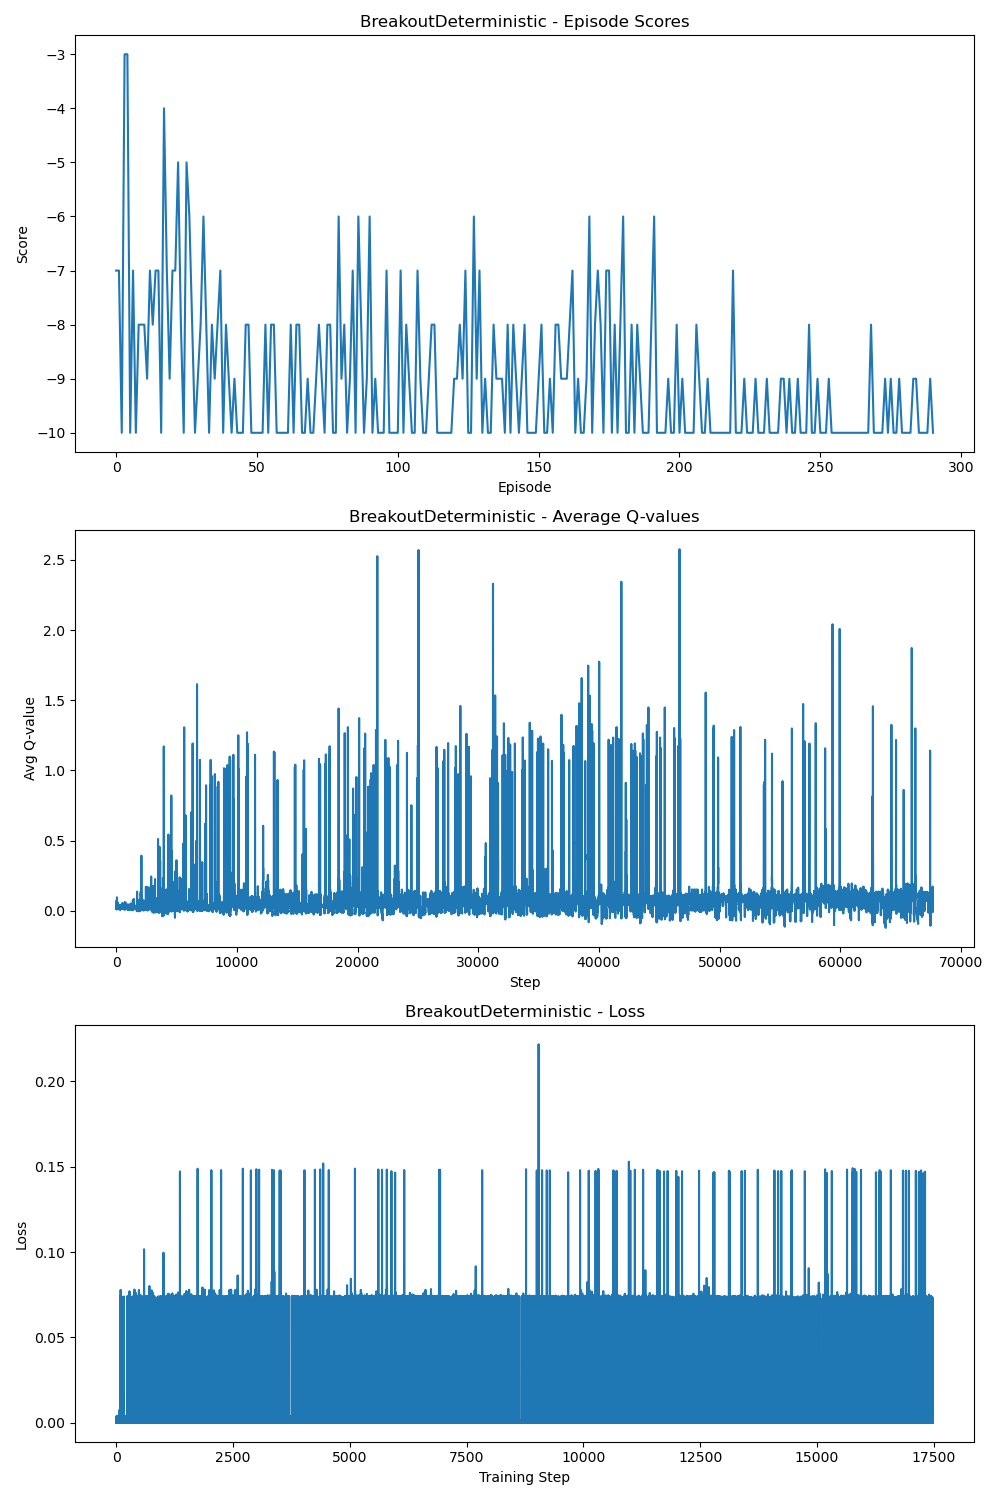 BreakoutDeterministic - Episode Scores
−3
−4
−5
−6
−7
−8
−9
−10
Score
0 50 100 150 200 250 300
Episode
BreakoutDeterministic - Average Q-values
2.5
2.0
1.5
1.0
0.5
0.0
Avg Q-value
0 10000 20000 30000 40000 50000 60000 70000
Step
BreakoutDeterministic - Loss
0.20
0.15
0.10
0.05
0.00
Loss
0 2500 5000 7500 10000 12500 15000 17500
Training Step